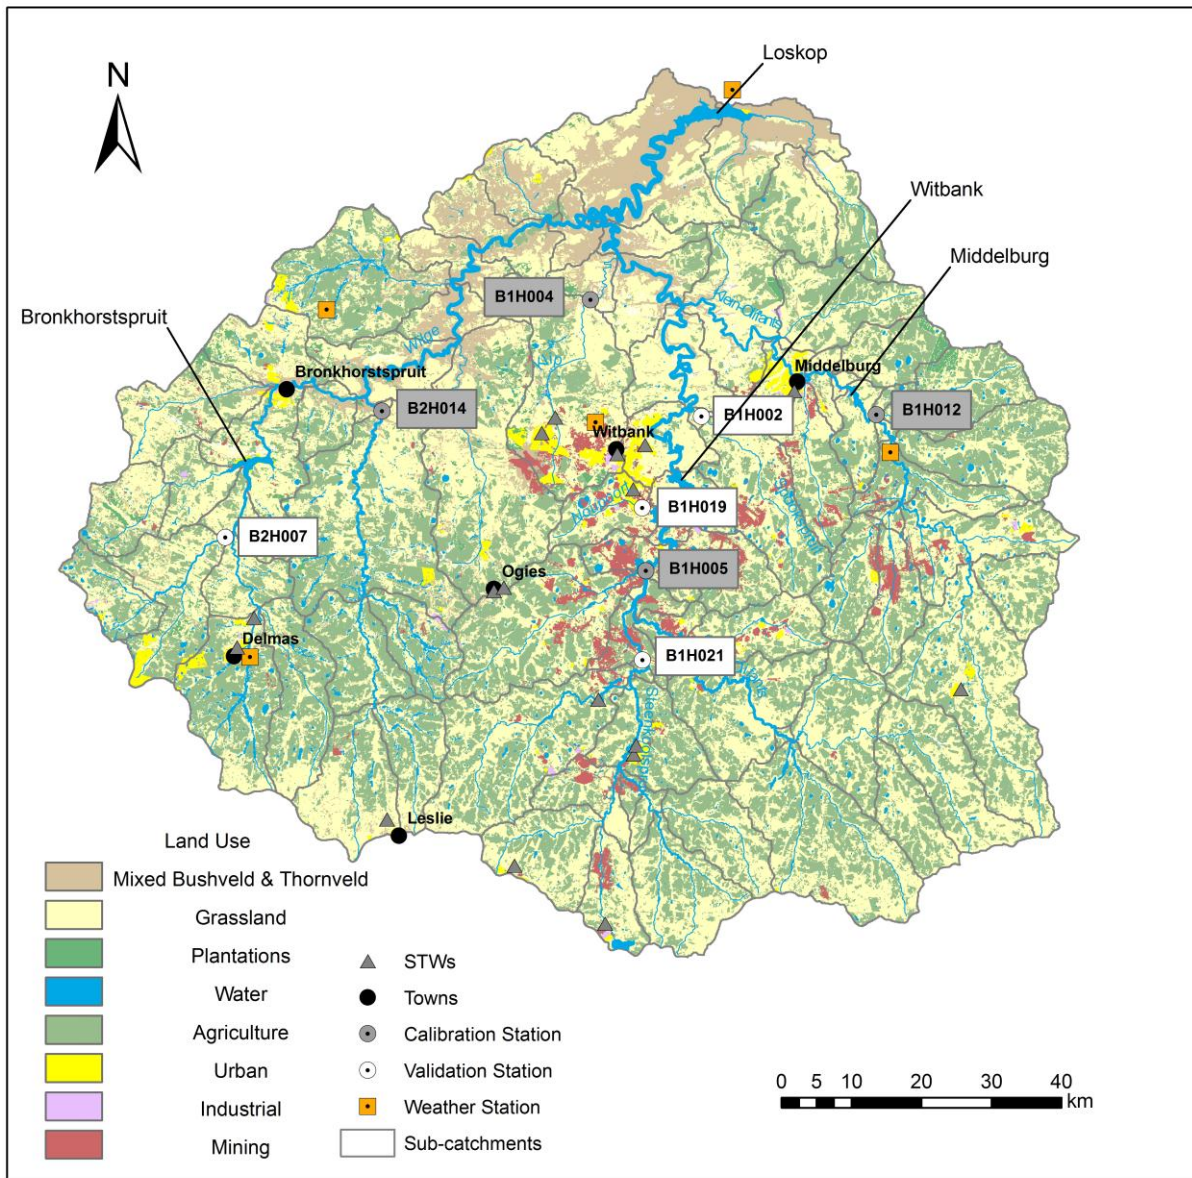 N
Loskop
Witbank
Middelburg
Bronkhorstspruit
B1H004
Klein-Olifants
Wilge
Bronkhorstspruit
Middelburg
B2H014
B1H002
B1H012
Witbank
B1H019
B2H007
B1H005
Ogies
Delmas
B1H021
Leslie
Land Use
Mixed Bushveld & Thornveld
Grassland
Plantations
Water
Agriculture
Urban
Industrial
Mining
STWs
Towns
Calibration Station
Validation Station
Weather Station
Sub-catchments
0 5 10 20 30 40
km